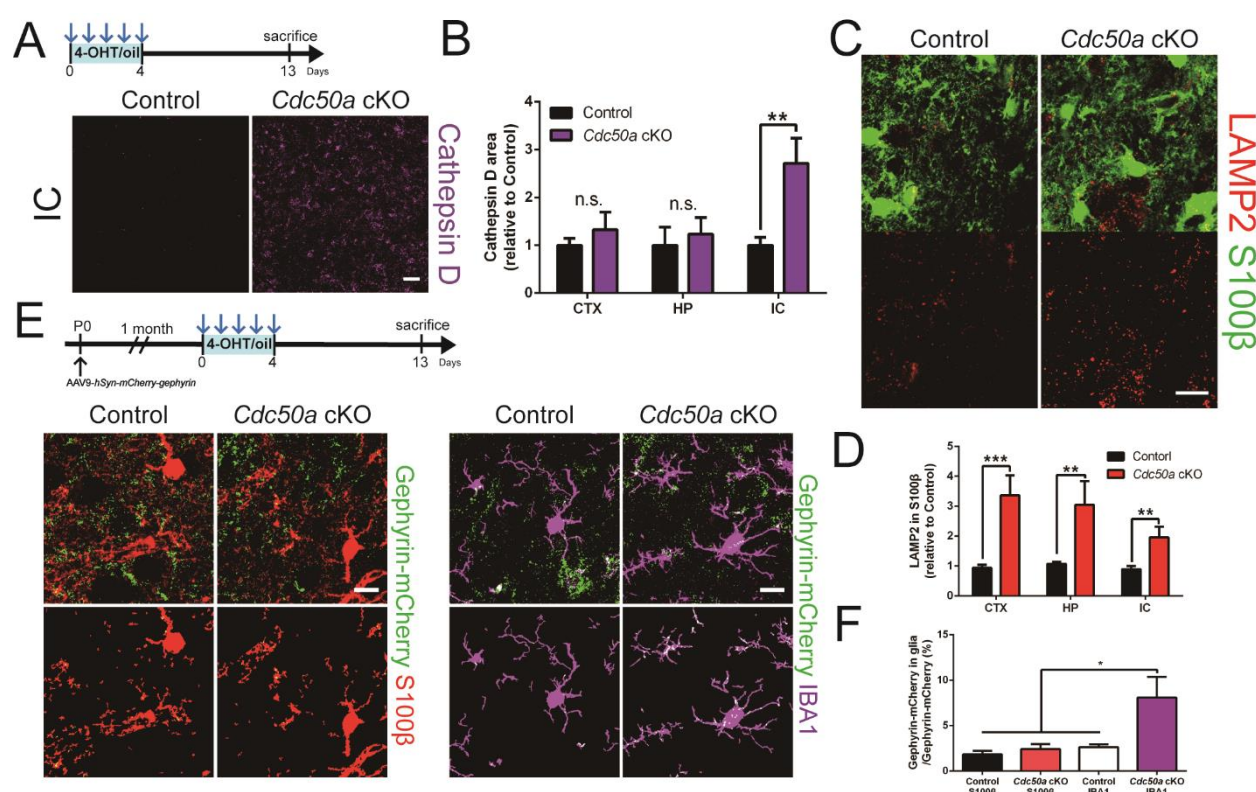 A
4-OHT/oil
sacrifice
0
4
13
Days
Control
Cdc50a cKO
IC
Cathepsin D
B
Cathepsin D area
(relative to Control)
4
3
2
1
0
Control
Cdc50a cKO
n.s.
n.s.
**
CTX
HP
IC
C
Control
Cdc50a cKO
LAMP2 S100β
E
P0
1 month
4-OHT/oil
sacrifice
0
4
13
Days
AAV9-hSyn-mCherry-gephyrin
Control
Cdc50a cKO
Gephyrin-mCherry S100β
Control
Cdc50a cKO
Gephyrin-mCherry IBA1
D
LAMP2 in S100β
(relative to Control)
5
4
3
2
1
0
Contorl
Cdc50a cKO
***
**
**
CTX
HP
IC
F
Gephyrin-mCherry in glia
/Gephyrin-mCherry (%)
15
10
5
0
*
Control
S100β
Cdc50a cKO
S100β
Control
IBA1
Cdc50a cKO
IBA1